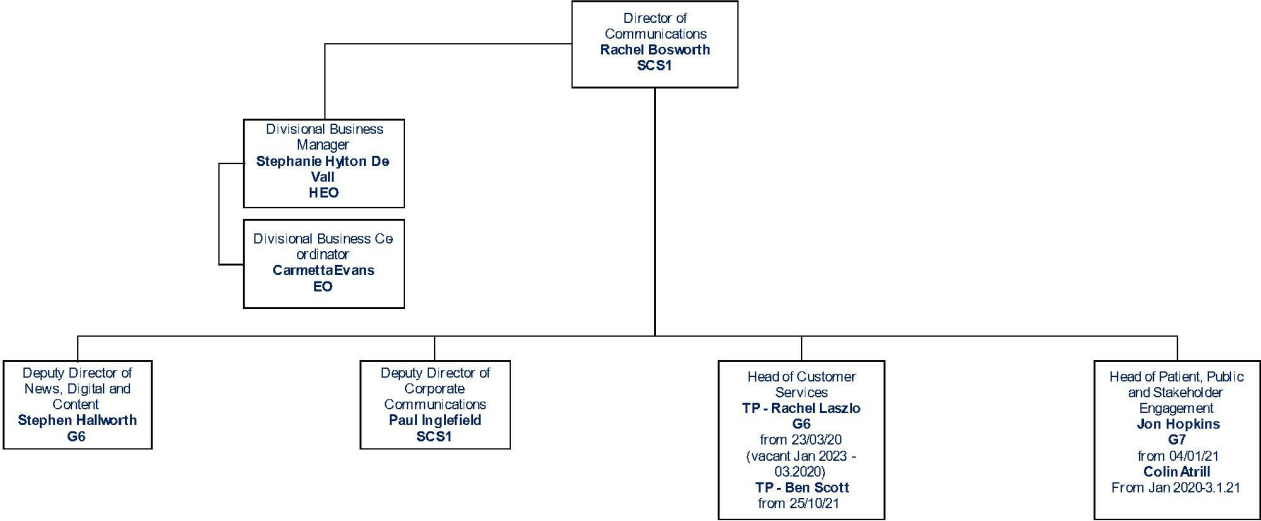 Director of
Communications
Rachel Bosworth
SCS1
Divisional Business
Manager
Stephanie Hylton De
Vall
HEO
Divisional Business Co
ordinator
CarmettaEvans
EO
Deputy Director of
News, Digital and
Content
Stephen Hallworth
G6
Deputy Director of
Corporate
Communications
Paul Inglefield
SCS1
Head of Customer
Services
TP - Rachel Laszlo
G6
from 23/03/20
(vacant Jan 2023 -
03.2020)
TP - Ben Scott
from 25/10/21
Head of Patient, Public
and Stakeholder
Engagement
Jon Hopkins
G7
from 04/01/21
Colin Atrill
From Jan 2020-3.1.21